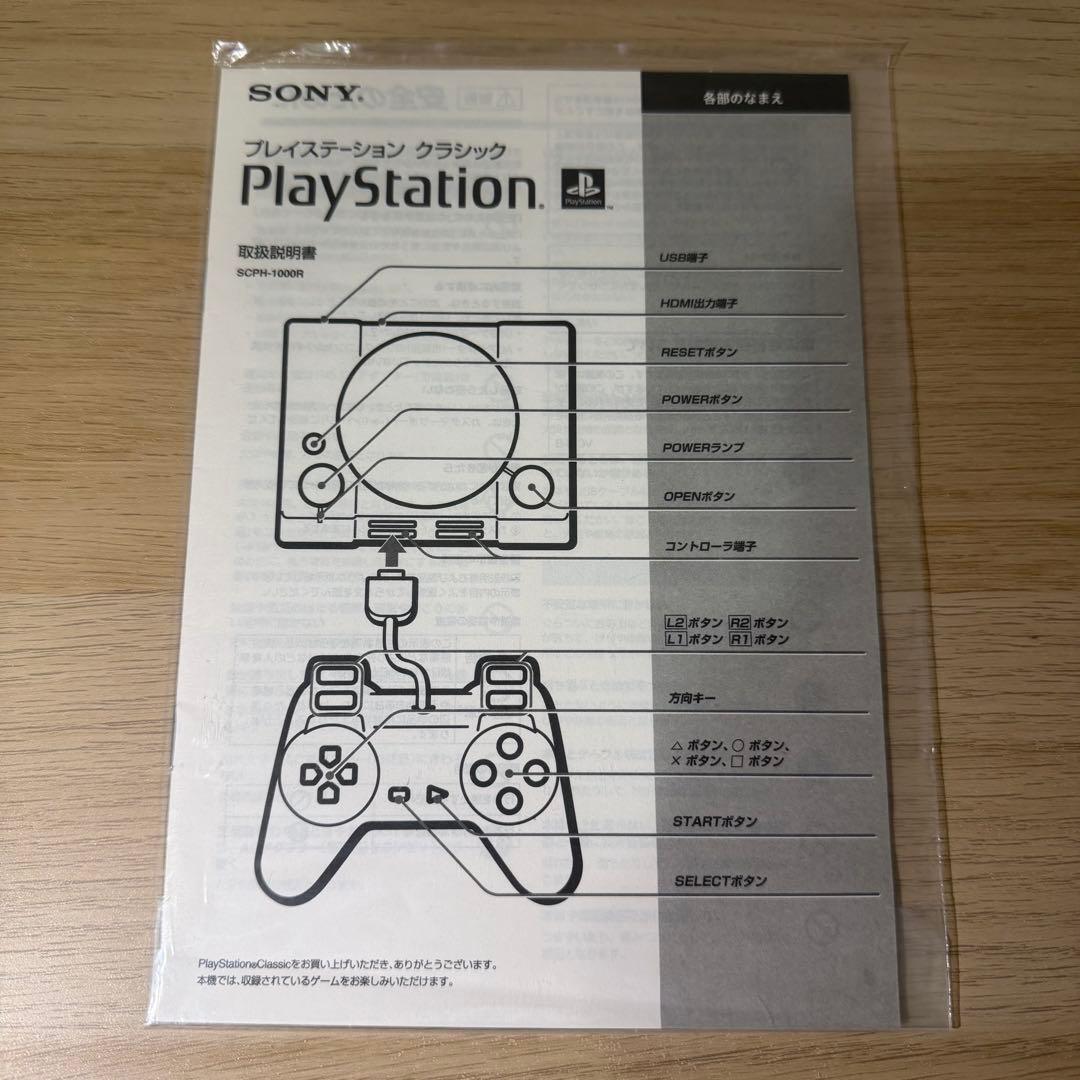 SONY.
各部のなまえ
プレイステーション クラシック
PlayStation®
PlayStation™
取扱説明書
SCPH-1000R
USB端子
HDMI出力端子
RESETボタン
POWERボタン
POWERランプ
OPENボタン
コントローラ端子
L2ボタン R2ボタン
L1ボタン R1ボタン
方向キー
△ ボタン、○ ボタン、
× ボタン、□ ボタン
STARTボタン
SELECTボタン
PlayStation®Classicをお買い上げいただき、ありがとうございます。
本機では、収録されているゲームをお楽しみいただけます。